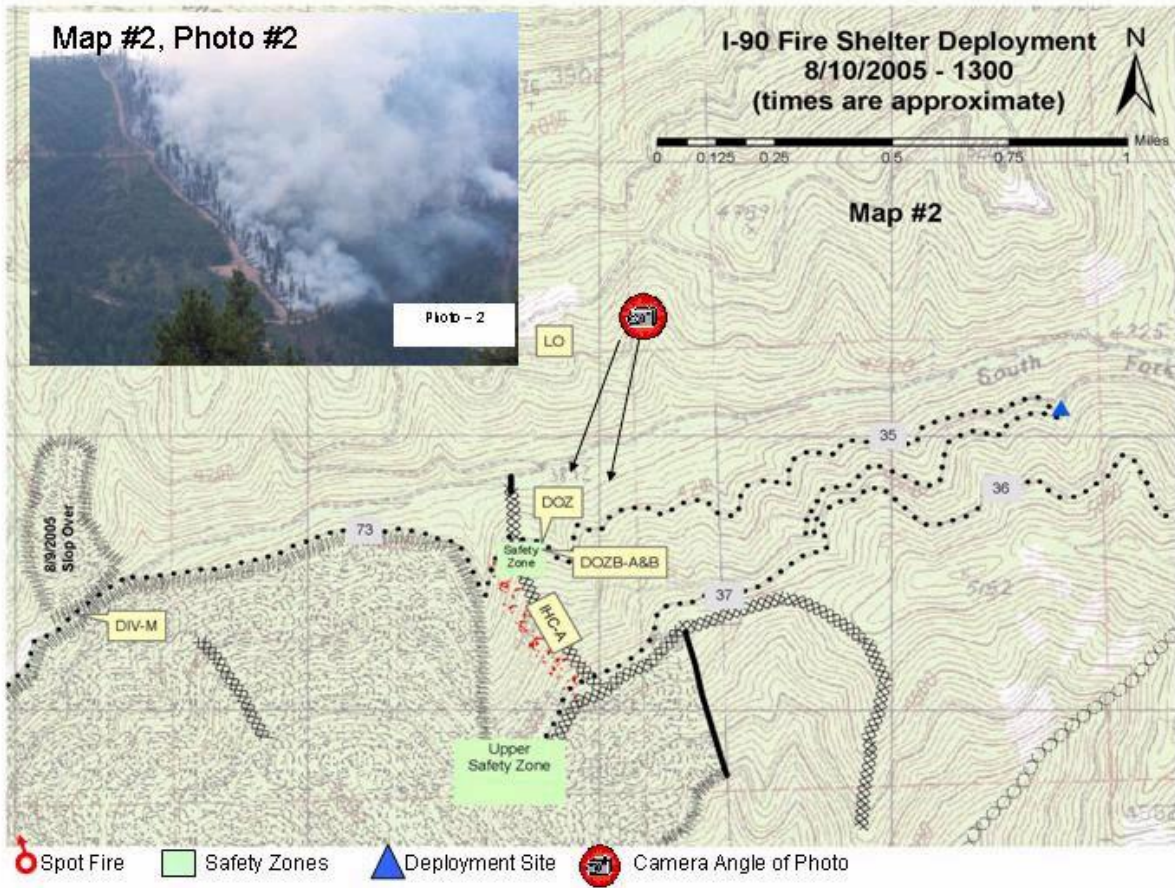 Map #2, Photo #2
Photo – 2
I-90 Fire Shelter Deployment
8/10/2005 - 1300
(times are approximate)
N
Miles
0 0.125 0.25 0.5 0.75 1
Map #2
3962
4789
LO
4225
South Fork
35
36
DOZ
73
Safety
Zone
DOZB-A&B
8/9/2005
Slop Over
IHC-A
37
DIV-M
Upper
Safety Zone
Spot Fire
Safety Zones
Deployment Site
Camera Angle of Photo